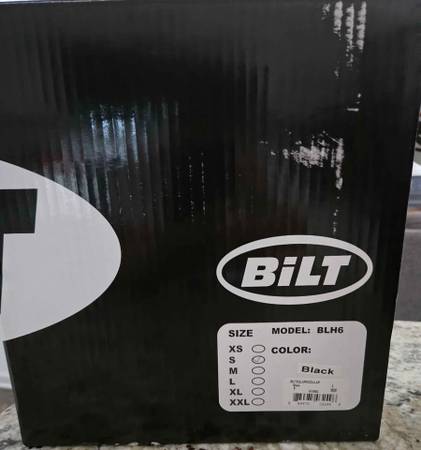 T
BiLT
SIZE MODEL: BLH6
XS COLOR:
S
M Black
L
XL
XXL